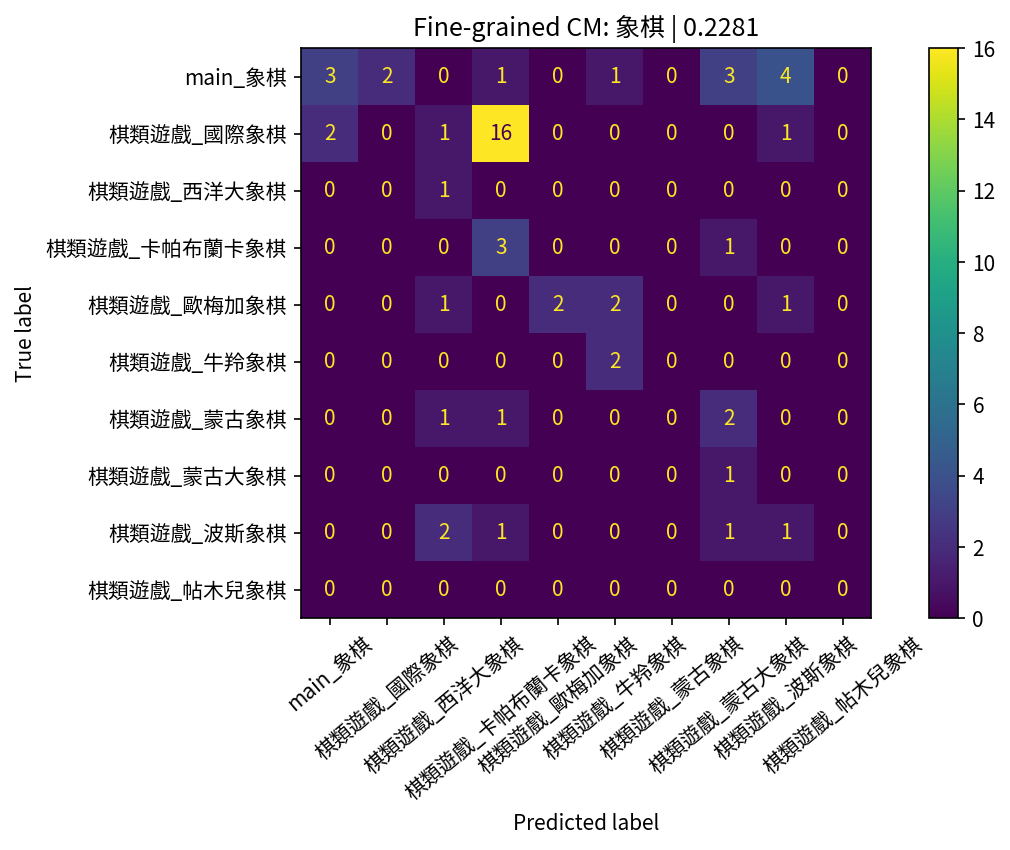 Fine-grained CM: 象棋 | 0.2281
True label
main_象棋 3 2 0 1 0 1 0 3 4 0
棋類遊戲_國際象棋 2 0 1 16 0 0 0 0 1 0
棋類遊戲_西洋大象棋 0 0 1 0 0 0 0 0 0 0
棋類遊戲_卡帕布蘭卡象棋 0 0 0 3 0 0 0 1 0 0
棋類遊戲_歐梅加象棋 0 0 1 0 2 2 0 0 1 0
棋類遊戲_牛羚象棋 0 0 0 0 0 2 0 0 0 0
棋類遊戲_蒙古象棋 0 0 1 1 0 0 0 2 0 0
棋類遊戲_蒙古大象棋 0 0 0 0 0 0 0 1 0 0
棋類遊戲_波斯象棋 0 0 2 1 0 0 0 1 1 0
棋類遊戲_帖木兒象棋 0 0 0 0 0 0 0 0 0 0
main_象棋
棋類遊戲_國際象棋
棋類遊戲_西洋大象棋
棋類遊戲_卡帕布蘭卡象棋
棋類遊戲_歐梅加象棋
棋類遊戲_牛羚象棋
棋類遊戲_蒙古象棋
棋類遊戲_蒙古大象棋
棋類遊戲_波斯象棋
棋類遊戲_帖木兒象棋
Predicted label
16
14
12
10
8
6
4
2
0